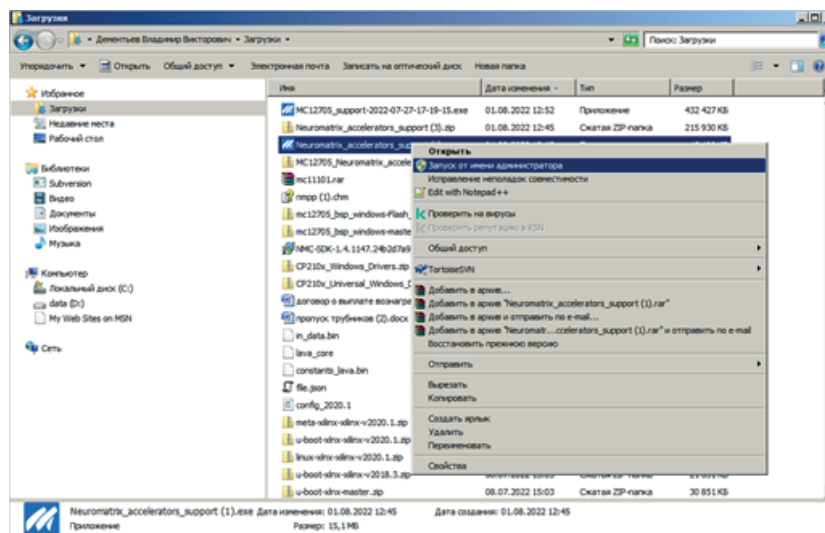 Загрузки
Дементьев Владимир Викторович
Загрузки
Поиск: Загрузки
Упорядочить
Открыть
Общий доступ
Электронная почта
Записать на оптический диск
Новая папка
Избранное
Загрузки
Недавние места
Рабочий стол
Библиотеки
Subversion
Видео
Документы
Изображения
Музыка
Компьютер
Локальный диск (C:)
data (D:)
My Web Sites on MSN
Сеть
Имя Дата изменения Тип Размер
MC12705_support-2022-07-27-17-19-15.exe 01.08.2022 12:52 Приложение 432 427 КБ
Neuromatrix_accelerators_support (3).zip 01.08.2022 12:45 Сжатая ZIP-папка 215 930 КБ
Neuromatrix_accelerators_su
MC12705_Neuromatrix_accele
mc11101.rar
nmpp (1).chm
mc12705_bsp_windows-Flash_
mc12705_bsp_windows-maste
NMC-SDK-1.4.1147.24b2d7a9
CP210x_Windows_Drivers.zip
CP210x_Universal_Windows_D
договор о выплате вознагра
пропуск трубников (2).docx
in_data.bin
lava_core
constants_lava.bin
file.json
config_2020.1
meta-xilinx-xilinx-v2020.1.zip
u-boot-xlnx-xilinx-v2020.1.zip
linux-xlnx-xilinx-v2020.1.zip
u-boot-xlnx-xilinx-v2018.3.zip
u-boot-xlnx-master.zip 08.07.2022 15:03 Сжатая ZIP-папка 30 851 КБ
Открыть
Запуск от имени администратора
Исправление неполадок совместимости
Edit with Notepad++
Проверить на вирусы
Проверить репутацию в KSN
Общий доступ
TortoiseSVN
Добавить в архив...
Добавить в архив "Neuromatrix_accelerators_support (1).rar"
Добавить в архив и отправить по e-mail...
Добавить в архив "Neuromatr...ccelerators_support (1).rar" и отправить по e-mail
Восстановить прежнюю версию
Отправить
Вырезать
Копировать
Создать ярлык
Удалить
Переименовать
Свойства
Neuromatrix_accelerators_support (1).exe Дата изменения: 01.08.2022 12:45 Дата создания: 01.08.2022 12:45
Приложение Размер: 15,1 МБ